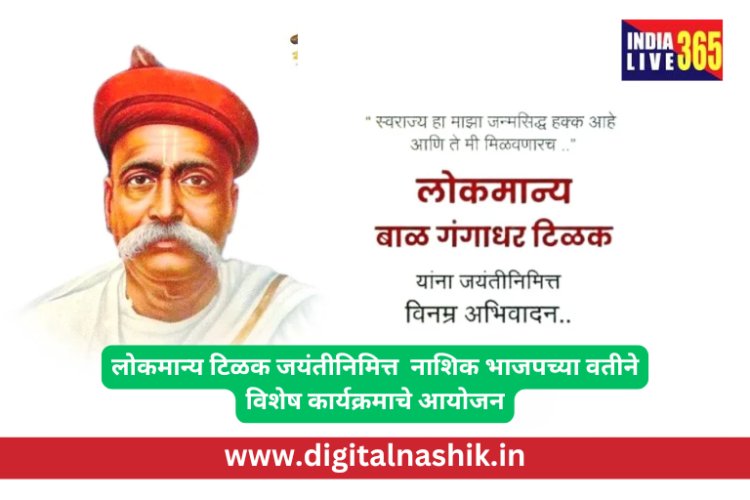 INDIA
LIVE 365
“ स्वराज्य हा माझा जन्मसिद्ध हक्क आहे
आणि ते मी मिळवणारच ..”
लोकमान्य
बाळ गंगाधर टिळक
यांना जयंतीनिमित्त
विनम्र अभिवादन..
लोकमान्य टिळक जयंतीनिमित्त नाशिक भाजपच्या वतीने
विशेष कार्यक्रमाचे आयोजन
www.digitalnashik.in